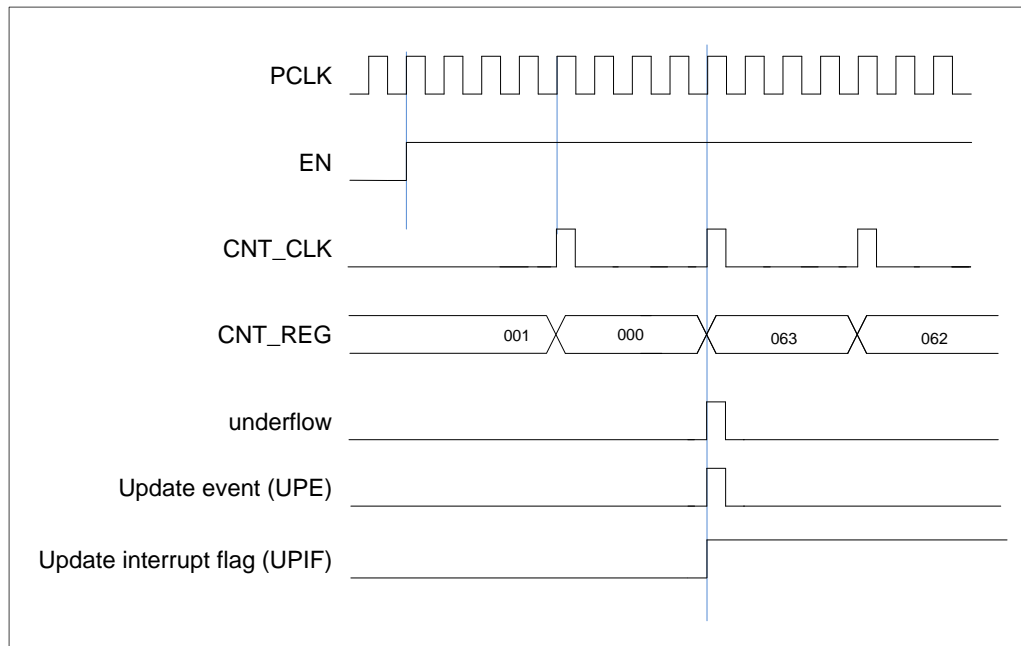 PCLK
EN
CNT_CLK
CNT_REG
001
000
063
062
underflow
Update event (UPE)
Update interrupt flag (UPIF)